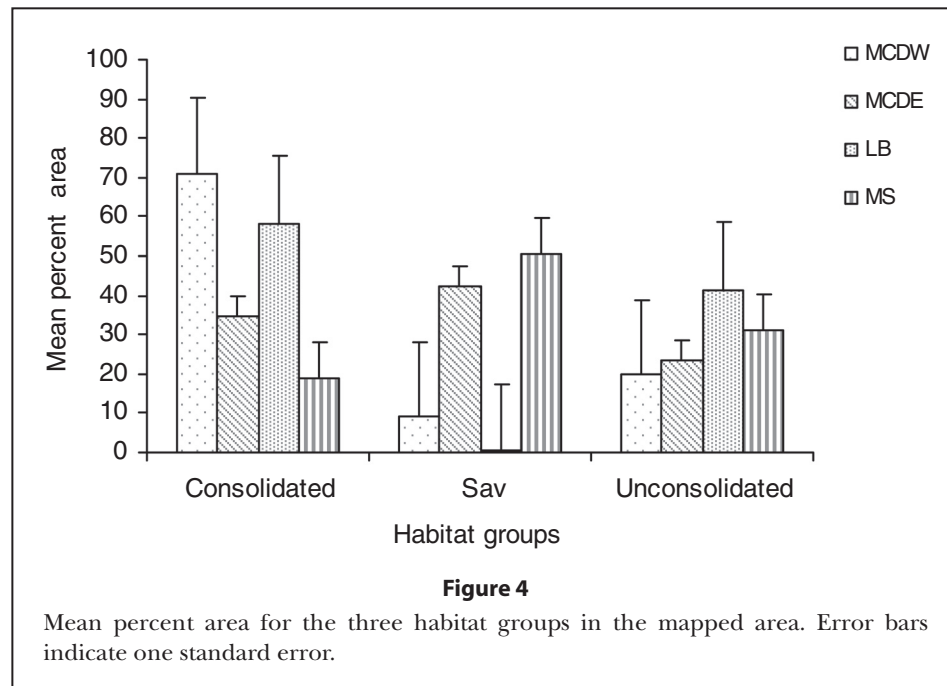 100
90
80
70
60
50
40
30
20
10
0
Mean percent area
MCDW
MCDE
LB
MS
Consolidated Sav Unconsolidated
Habitat groups
Figure 4
Mean percent area for the three habitat groups in the mapped area. Error bars
indicate one standard error.